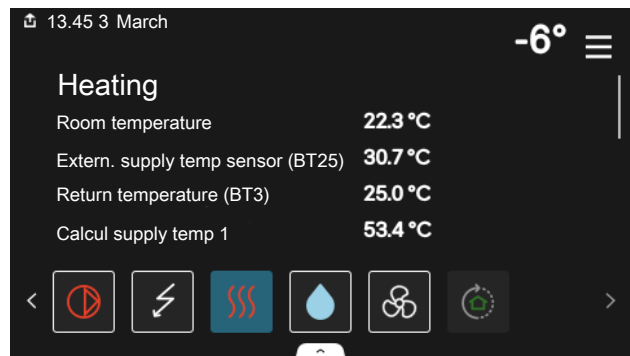 13.45 3 March
-6°
Heating
Room temperature 22.3 °C
Extern. supply temp sensor (BT25) 30.7 °C
Return temperature (BT3) 25.0 °C
Calcul supply temp 1 53.4 °C